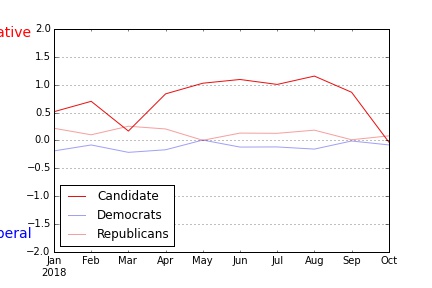 ative
2.0
1.5
1.0
0.5
0.0
−0.5
−1.0
−1.5
−2.0
beral
Candidate
Democrats
Republicans
Jan Feb Mar Apr May Jun Jul Aug Sep Oct
2018